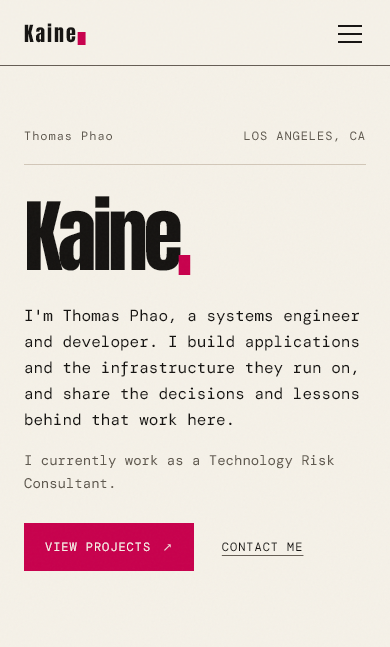 Kaine.
Thomas Phao
LOS ANGELES, CA
Kaine.
I'm Thomas Phao, a systems engineer
and developer. I build applications
and the infrastructure they run on,
and share the decisions and lessons
behind that work here.
I currently work as a Technology Risk
Consultant.
VIEW PROJECTS ↗
CONTACT ME